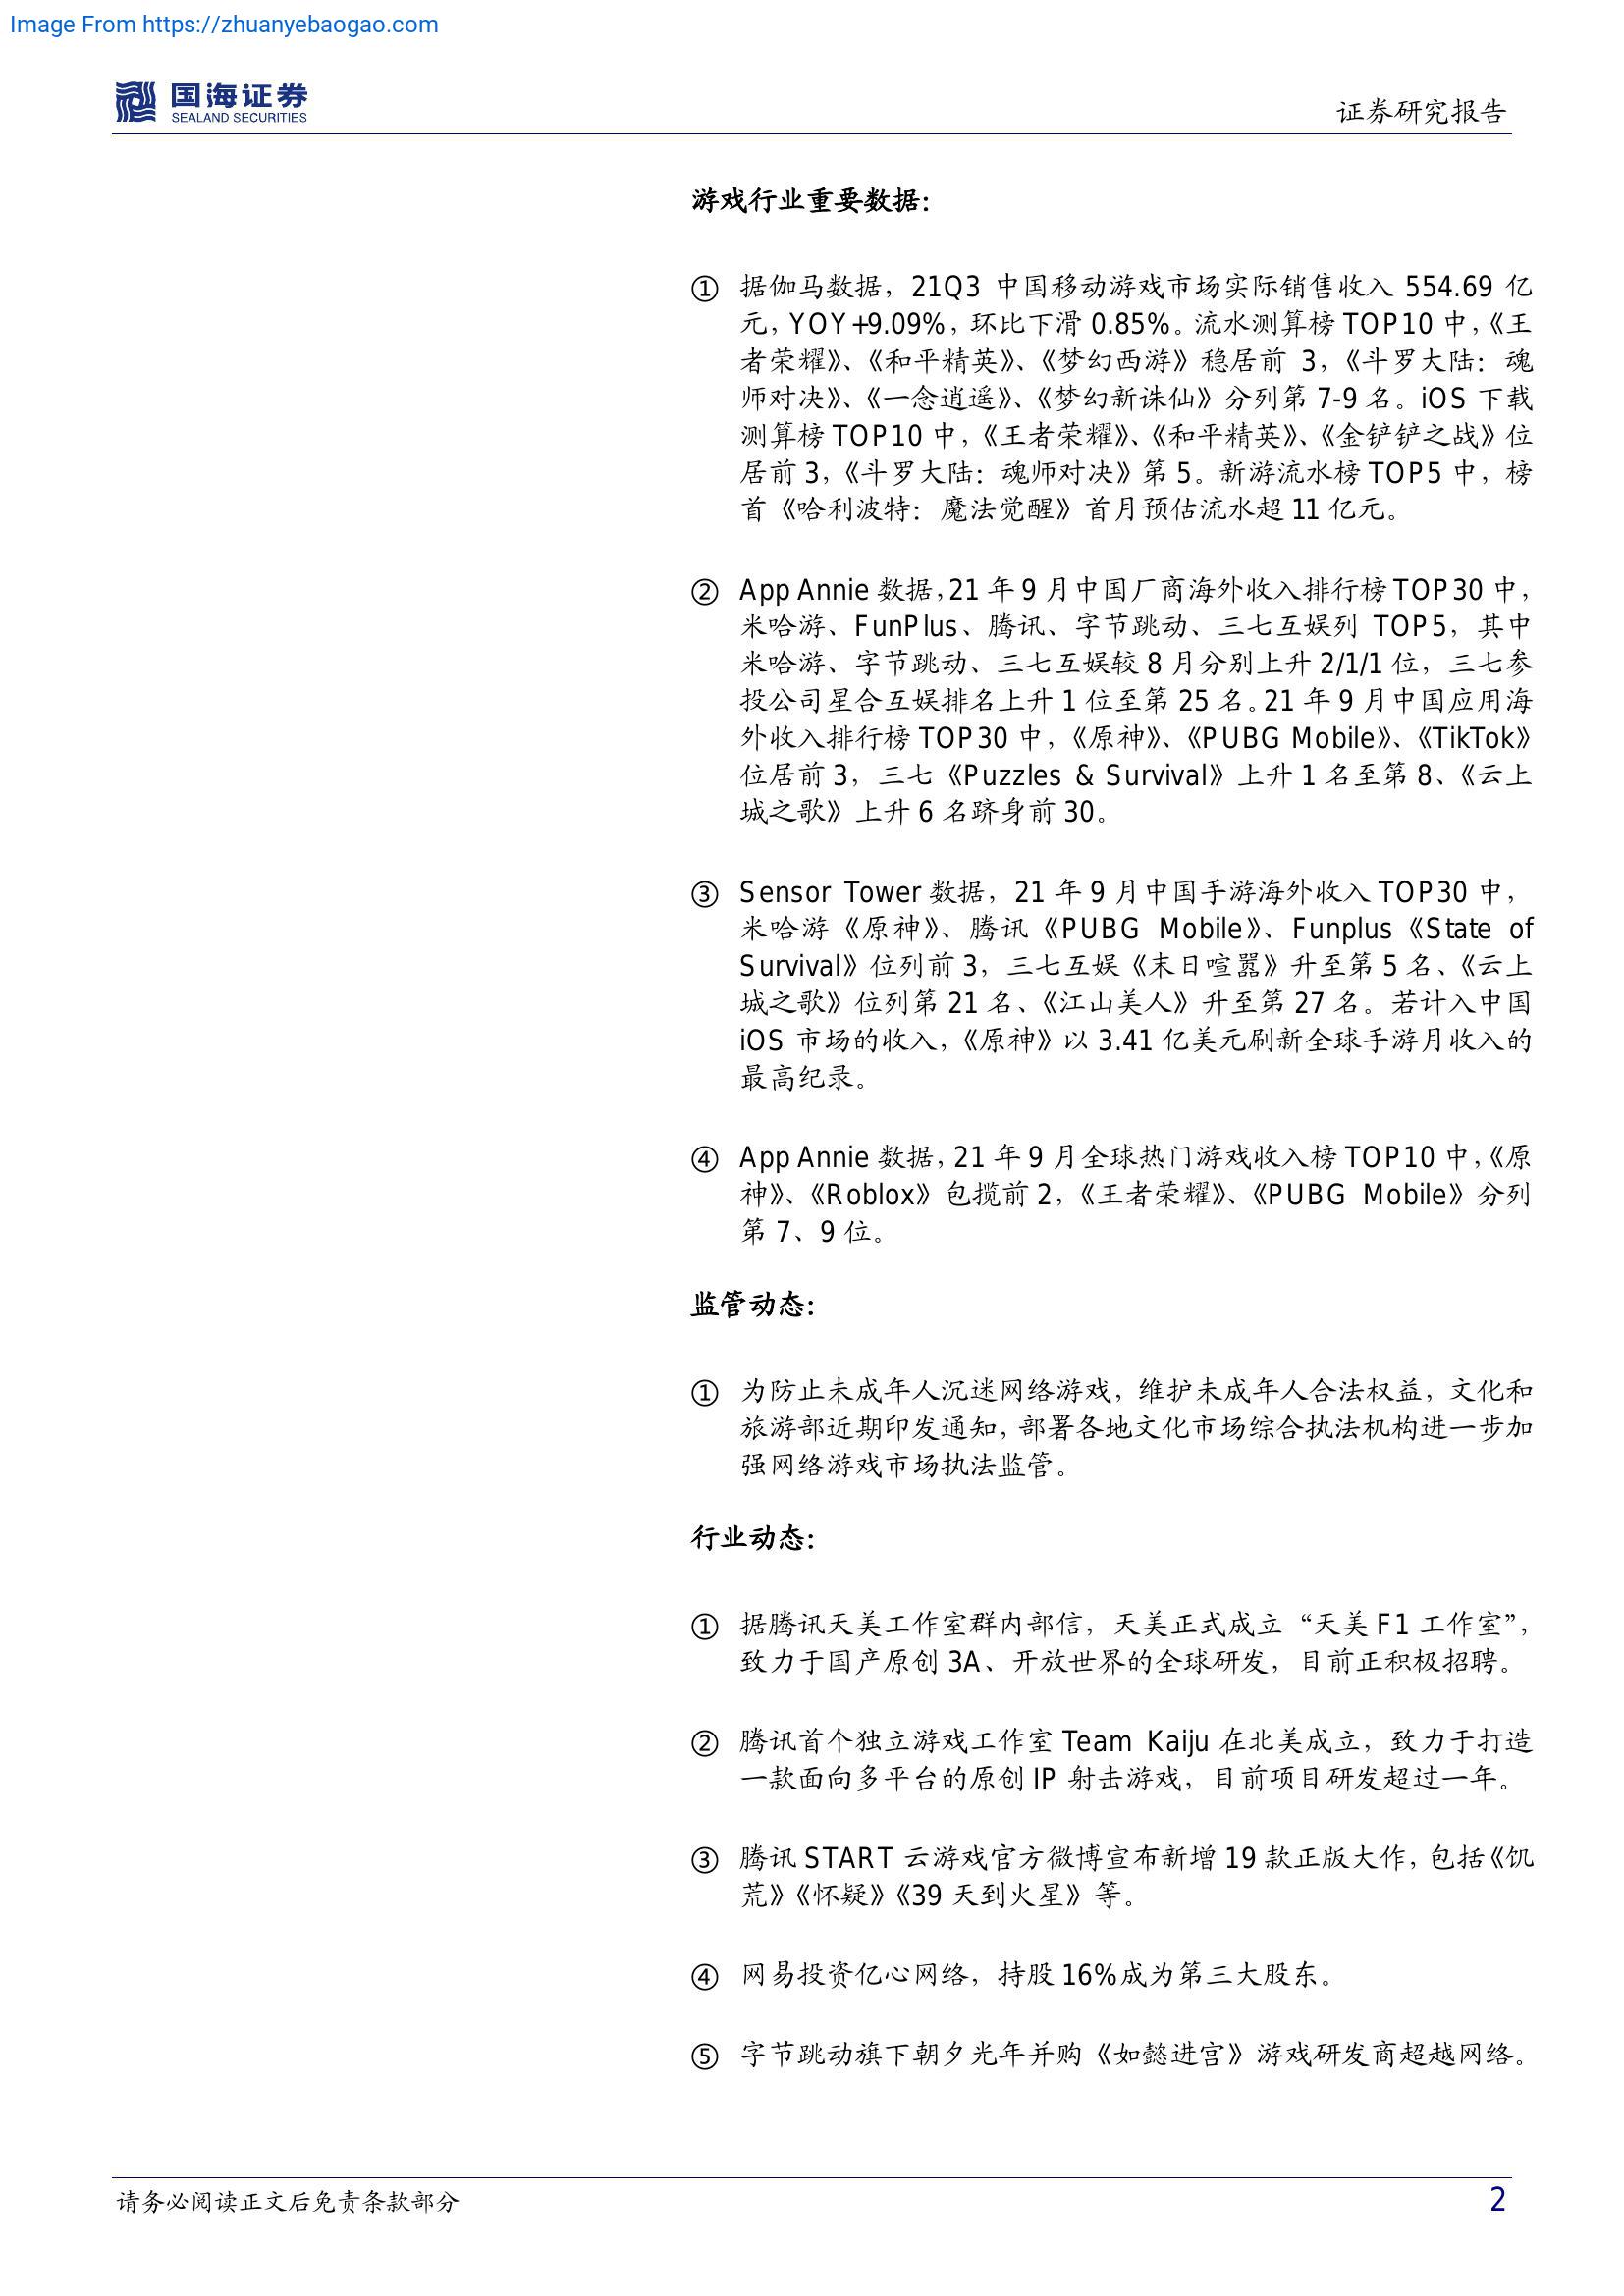 Image From https://zhuanyebaogao.com
国海证券
SEALAND SECURITIES
证券研究报告
游戏行业重要数据：
① 据伽马数据，21Q3 中国移动游戏市场实际销售收入 554.69 亿
元，YOY+9.09%，环比下滑 0.85%。流水测算榜 TOP10 中，《王
者荣耀》、《和平精英》、《梦幻西游》稳居前 3，《斗罗大陆：魂
师对决》、《一念逍遥》、《梦幻新诛仙》分列第 7-9 名。iOS 下载
测算榜 TOP10 中，《王者荣耀》、《和平精英》、《金铲铲之战》位
居前 3，《斗罗大陆：魂师对决》第 5。新游流水榜 TOP5 中，榜
首《哈利波特：魔法觉醒》首月预估流水超 11 亿元。
② App Annie 数据，21 年 9 月中国厂商海外收入排行榜 TOP30 中，
米哈游、FunPlus、腾讯、字节跳动、三七互娱列 TOP5，其中
米哈游、字节跳动、三七互娱较 8 月分别上升 2/1/1 位，三七参
投公司星合互娱排名上升 1 位至第 25 名。21 年 9 月中国应用海
外收入排行榜 TOP30 中，《原神》、《PUBG Mobile》、《TikTok》
位居前 3，三七《Puzzles & Survival》上升 1 名至第 8、《云上
城之歌》上升 6 名跻身前 30。
③ Sensor Tower 数据，21 年 9 月中国手游海外收入 TOP30 中，
米哈游《原神》、腾讯《PUBG Mobile》、Funplus《State of
Survival》位列前 3，三七互娱《末日喧嚣》升至第 5 名、《云上
城之歌》位列第 21 名、《江山美人》升至第 27 名。若计入中国
iOS 市场的收入，《原神》以 3.41 亿美元刷新全球手游月收入的
最高纪录。
④ App Annie 数据，21 年 9 月全球热门游戏收入榜 TOP10 中，《原
神》、《Roblox》包揽前 2，《王者荣耀》、《PUBG Mobile》分列
第 7、9 位。
监管动态：
① 为防止未成年人沉迷网络游戏，维护未成年人合法权益，文化和
旅游部近期印发通知，部署各地文化市场综合执法机构进一步加
强网络游戏市场执法监管。
行业动态：
① 据腾讯天美工作室群内部信，天美正式成立“天美 F1 工作室”，
致力于国产原创 3A、开放世界的全球研发，目前正积极招聘。
② 腾讯首个独立游戏工作室 Team Kaiju 在北美成立，致力于打造
一款面向多平台的原创 IP 射击游戏，目前项目研发超过一年。
③ 腾讯 START 云游戏官方微博宣布新增 19 款正版大作，包括《饥
荒》《怀疑》《39 天到火星》等。
④ 网易投资亿心网络，持股 16%成为第三大股东。
⑤ 字节跳动旗下朝夕光年并购《如懿进宫》游戏研发商超越网络。
请务必阅读正文后免责条款部分
2